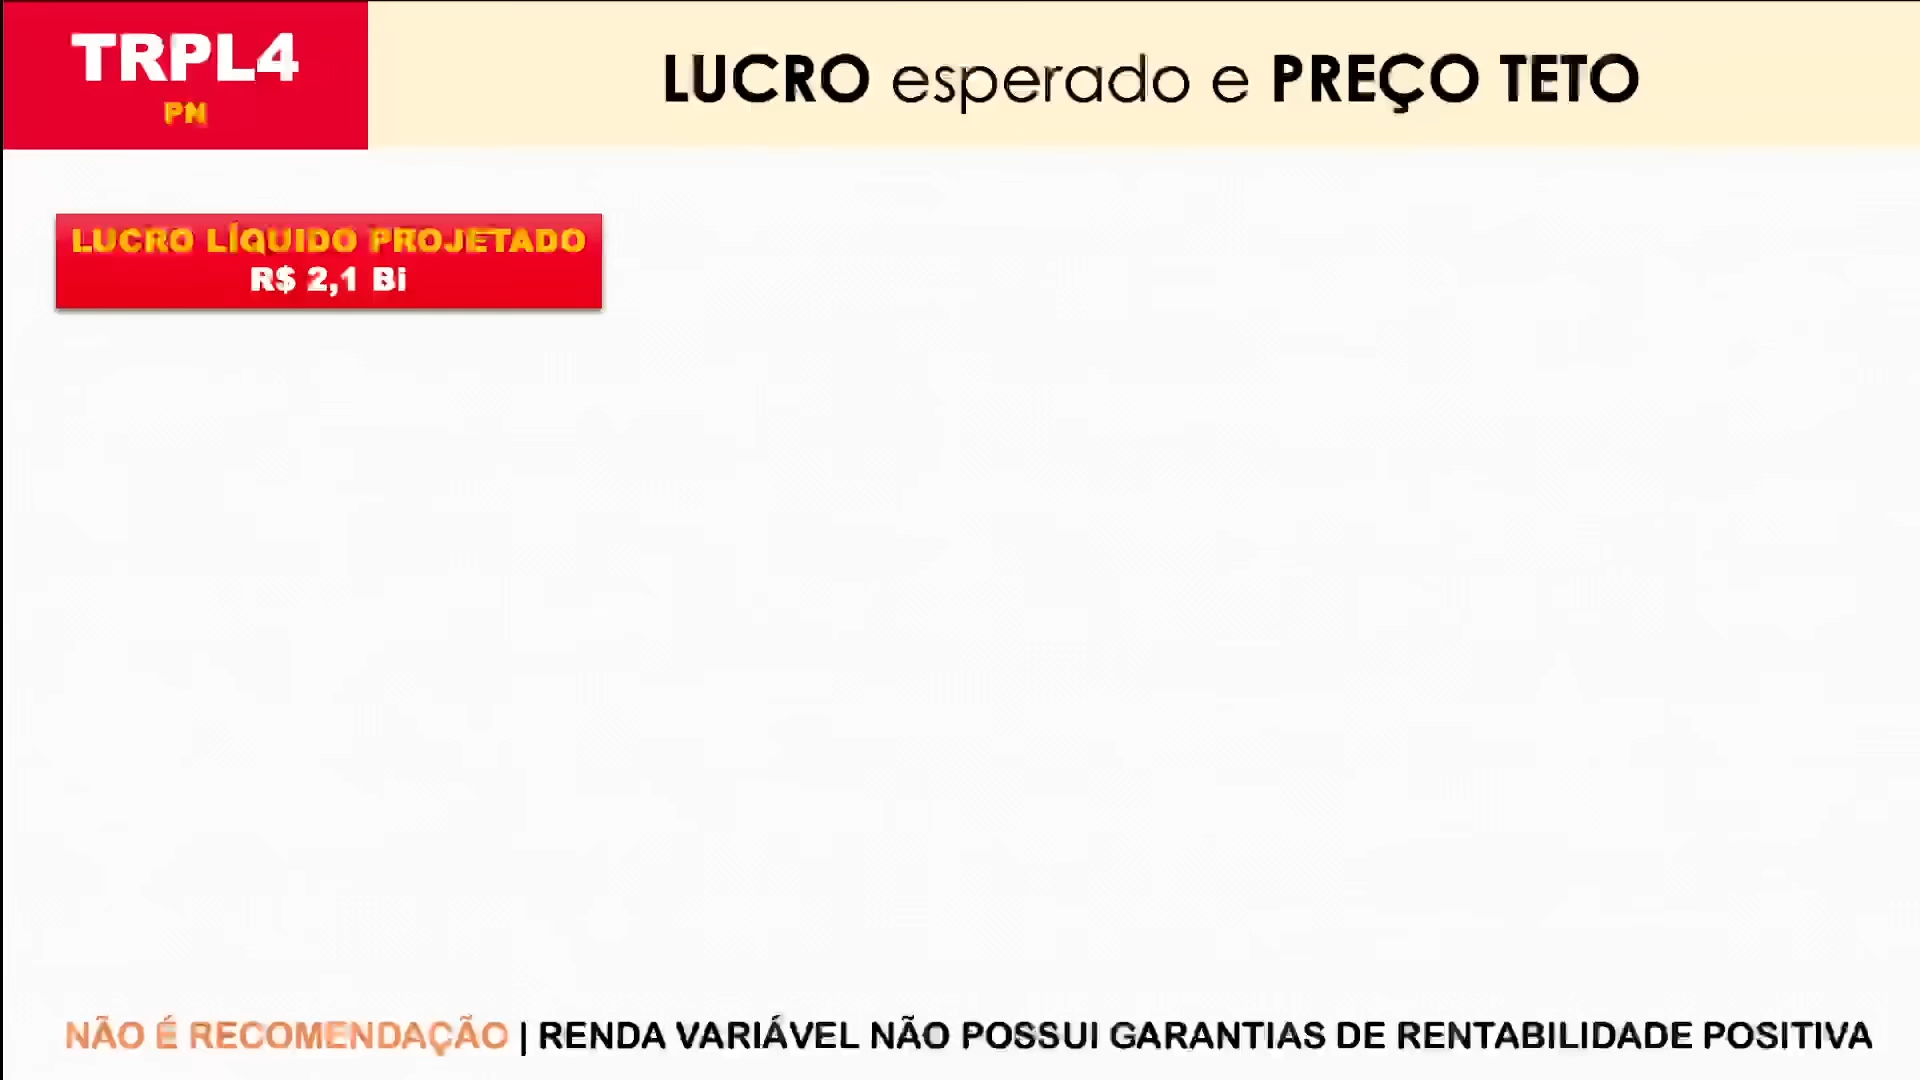 TRPL4
PN
LUCRO esperado e PREÇO TETO
LUCRO LÍQUIDO PROJETADO
R$ 2,1 Bi
NÃO É RECOMENDAÇÃO | RENDA VARIÁVEL NÃO POSSUI GARANTIAS DE RENTABILIDADE POSITIVA